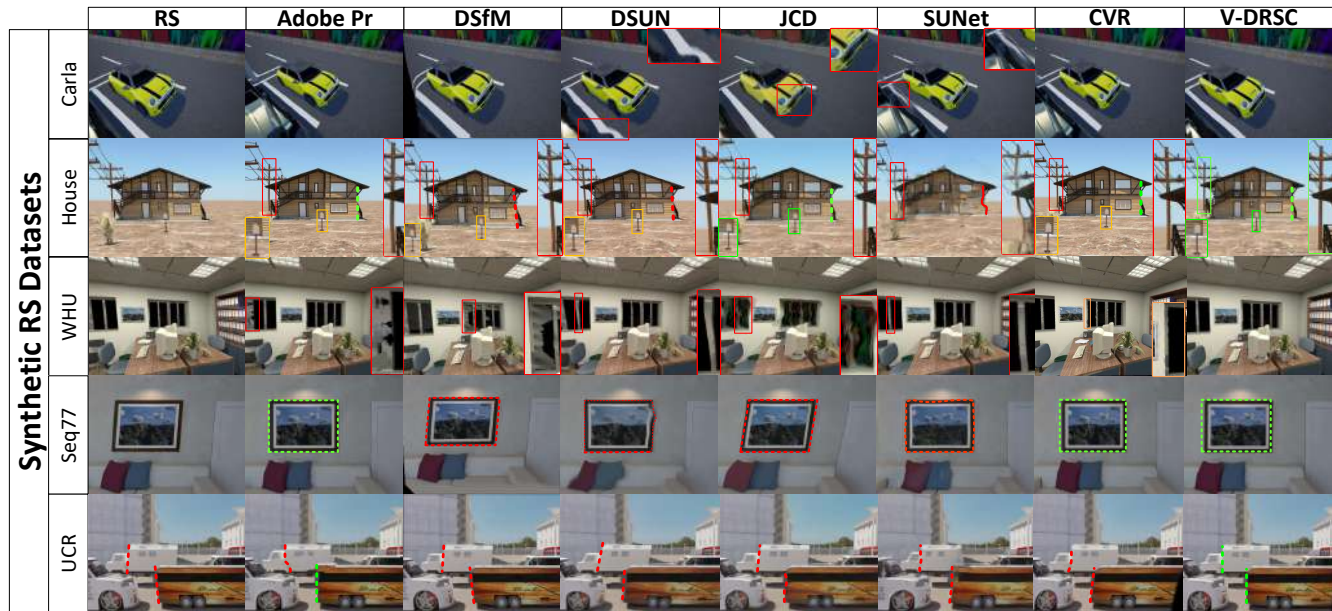 RS Adobe Pr DSfM DSUN JCD SUNet CVR V-DRSC
Synthetic RS Datasets
Carla
House
WHU
Seq77
UCR